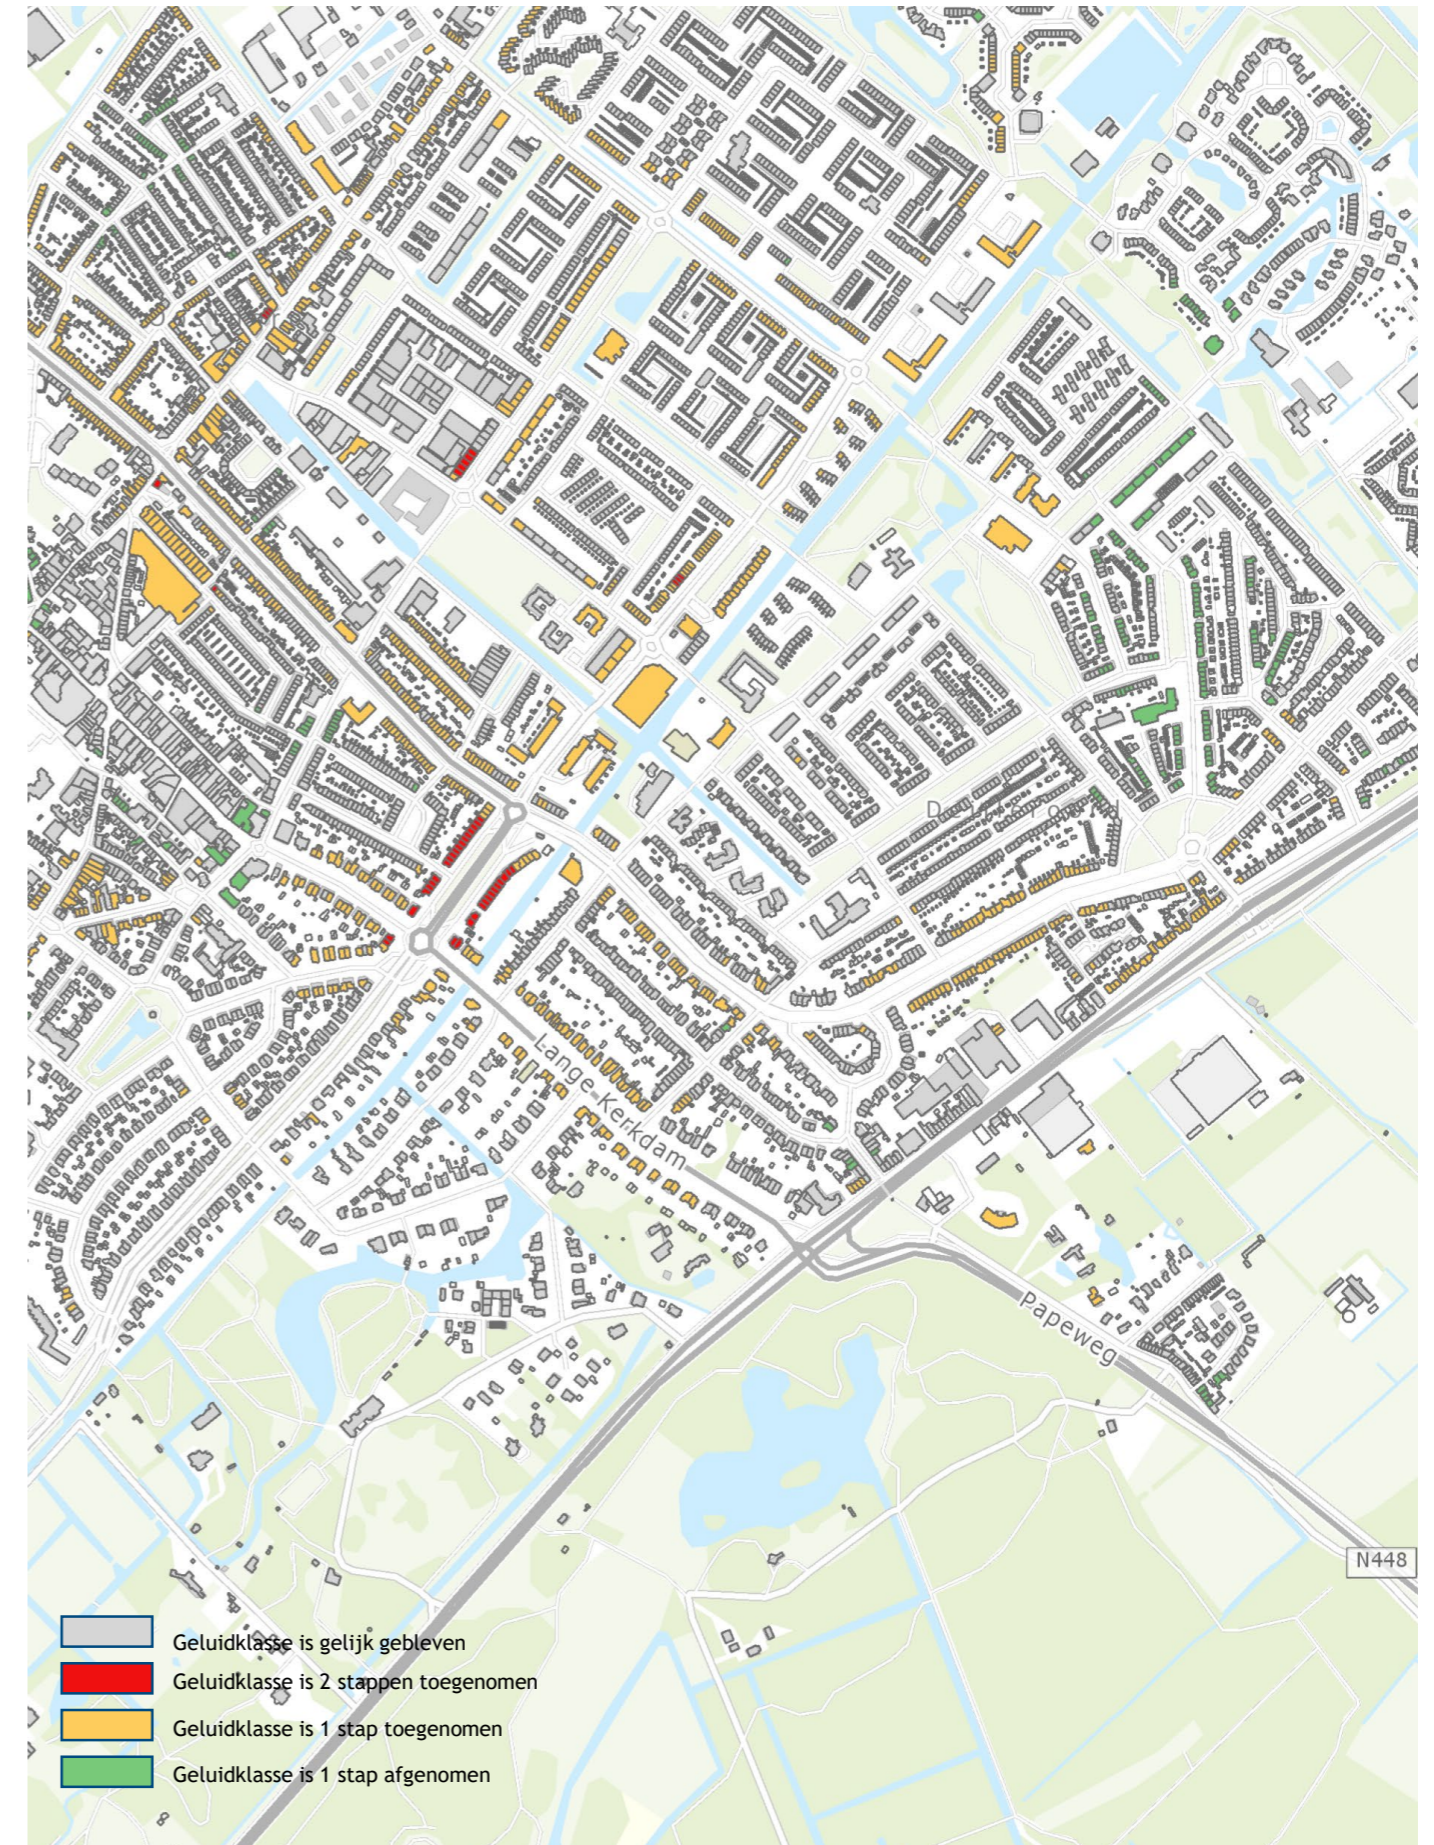 Deijlroord
Lange Kerkdam
Papeweg
N448
Geluidklasse is gelijk gebleven
Geluidklasse is 2 stappen toegenomen
Geluidklasse is 1 stap toegenomen
Geluidklasse is 1 stap afgenomen